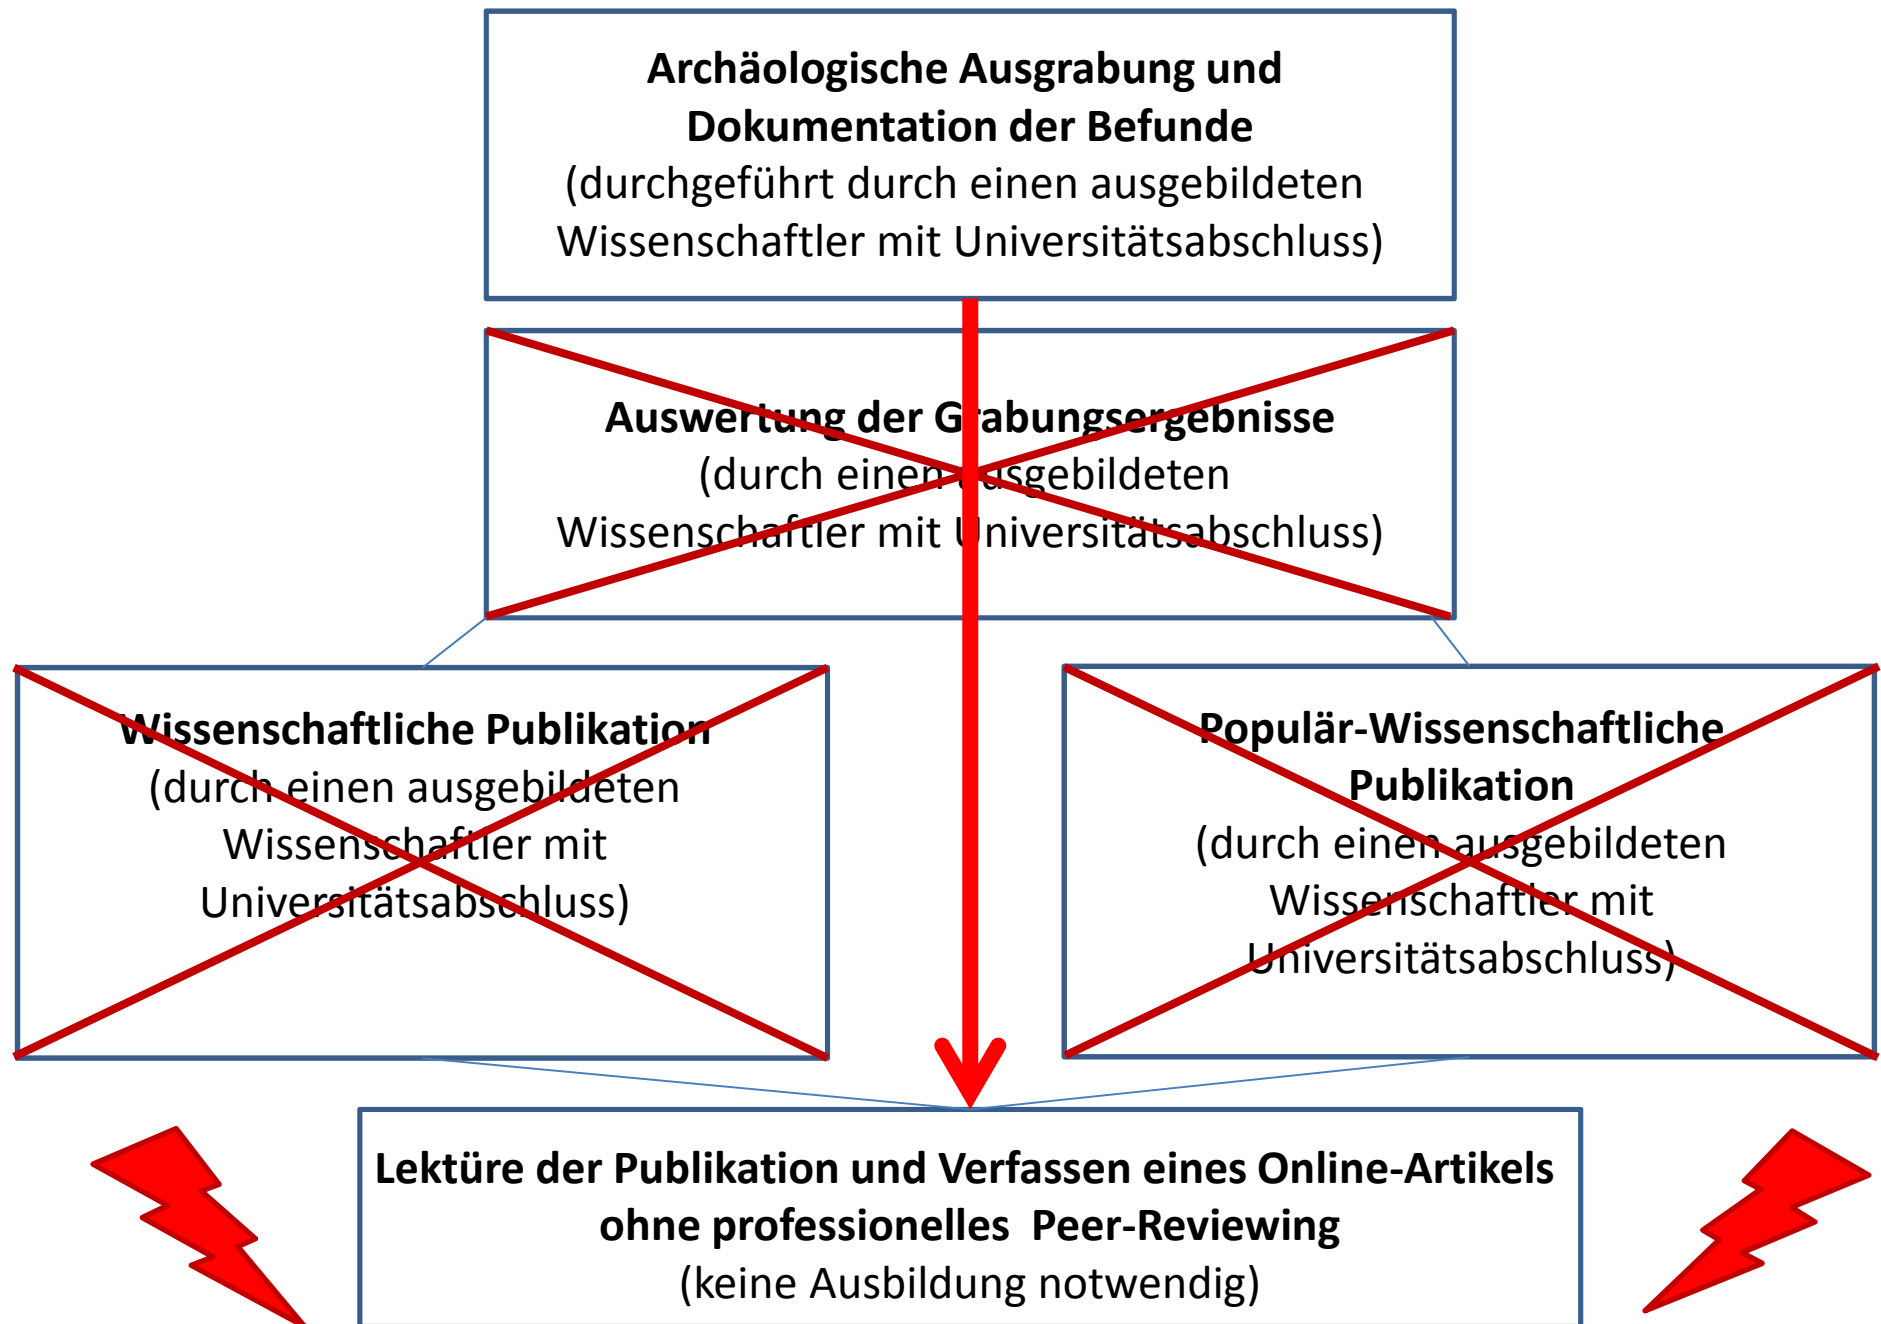 Archäologische Ausgrabung und
Dokumentation der Befunde
(durchgeführt durch einen ausgebildeten
Wissenschaftler mit Universitätsabschluss)
Auswertung der Grabungsergebnisse
(durch einen ausgebildeten
Wissenschaftler mit Universitätsabschluss)
Wissenschaftliche Publikation
(durch einen ausgebildeten
Wissenschaftler mit
Universitätsabschluss)
Populär-Wissenschaftliche
Publikation
(durch einen ausgebildeten
Wissenschaftler mit
Universitätsabschluss)
Lektüre der Publikation und Verfassen eines Online-Artikels
ohne professionelles  Peer-Reviewing
(keine Ausbildung notwendig)